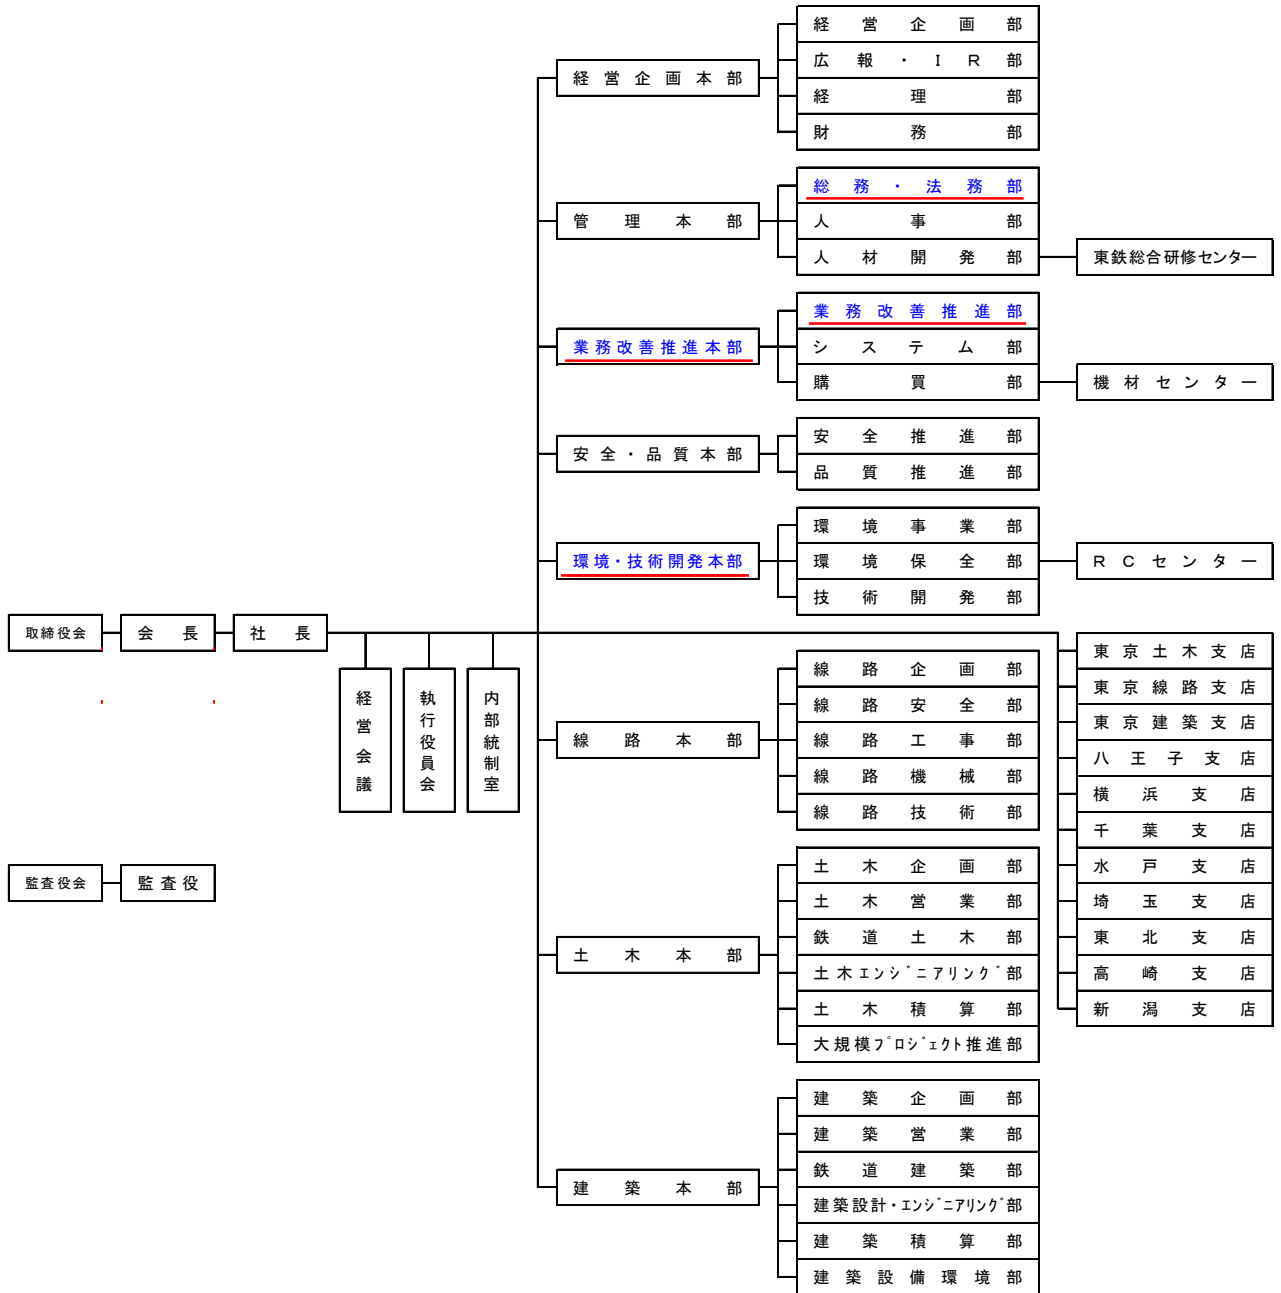 経営企画部
広報・IR部
経営企画本部
経理部
財務部
総務・法務部
管理本部
人事部
人材開発部
東鉄総合研修センター
業務改善推進部
業務改善推進本部
システム部
購買部
機材センター
安全推進部
安全・品質本部
品質推進部
環境事業部
環境・技術開発本部
環境保全部
RCセンター
技術開発部
取締役会
会長
社長
経営会議
執行役員会
内部統制室
線路企画部
線路安全部
線路本部
線路工事部
線路機械部
線路技術部
東京土木支店
東京線路支店
東京建築支店
八王子支店
横浜支店
千葉支店
水戸支店
埼玉支店
東北支店
高崎支店
新潟支店
監査役会
監査役
土木企画部
土木営業部
鉄道土木部
土木本部
土木エンジニアリング部
土木積算部
大規模プロジェクト推進部
建築企画部
建築営業部
鉄道建築部
建築本部
建築設計・エンジニアリング部
建築積算部
建築設備環境部